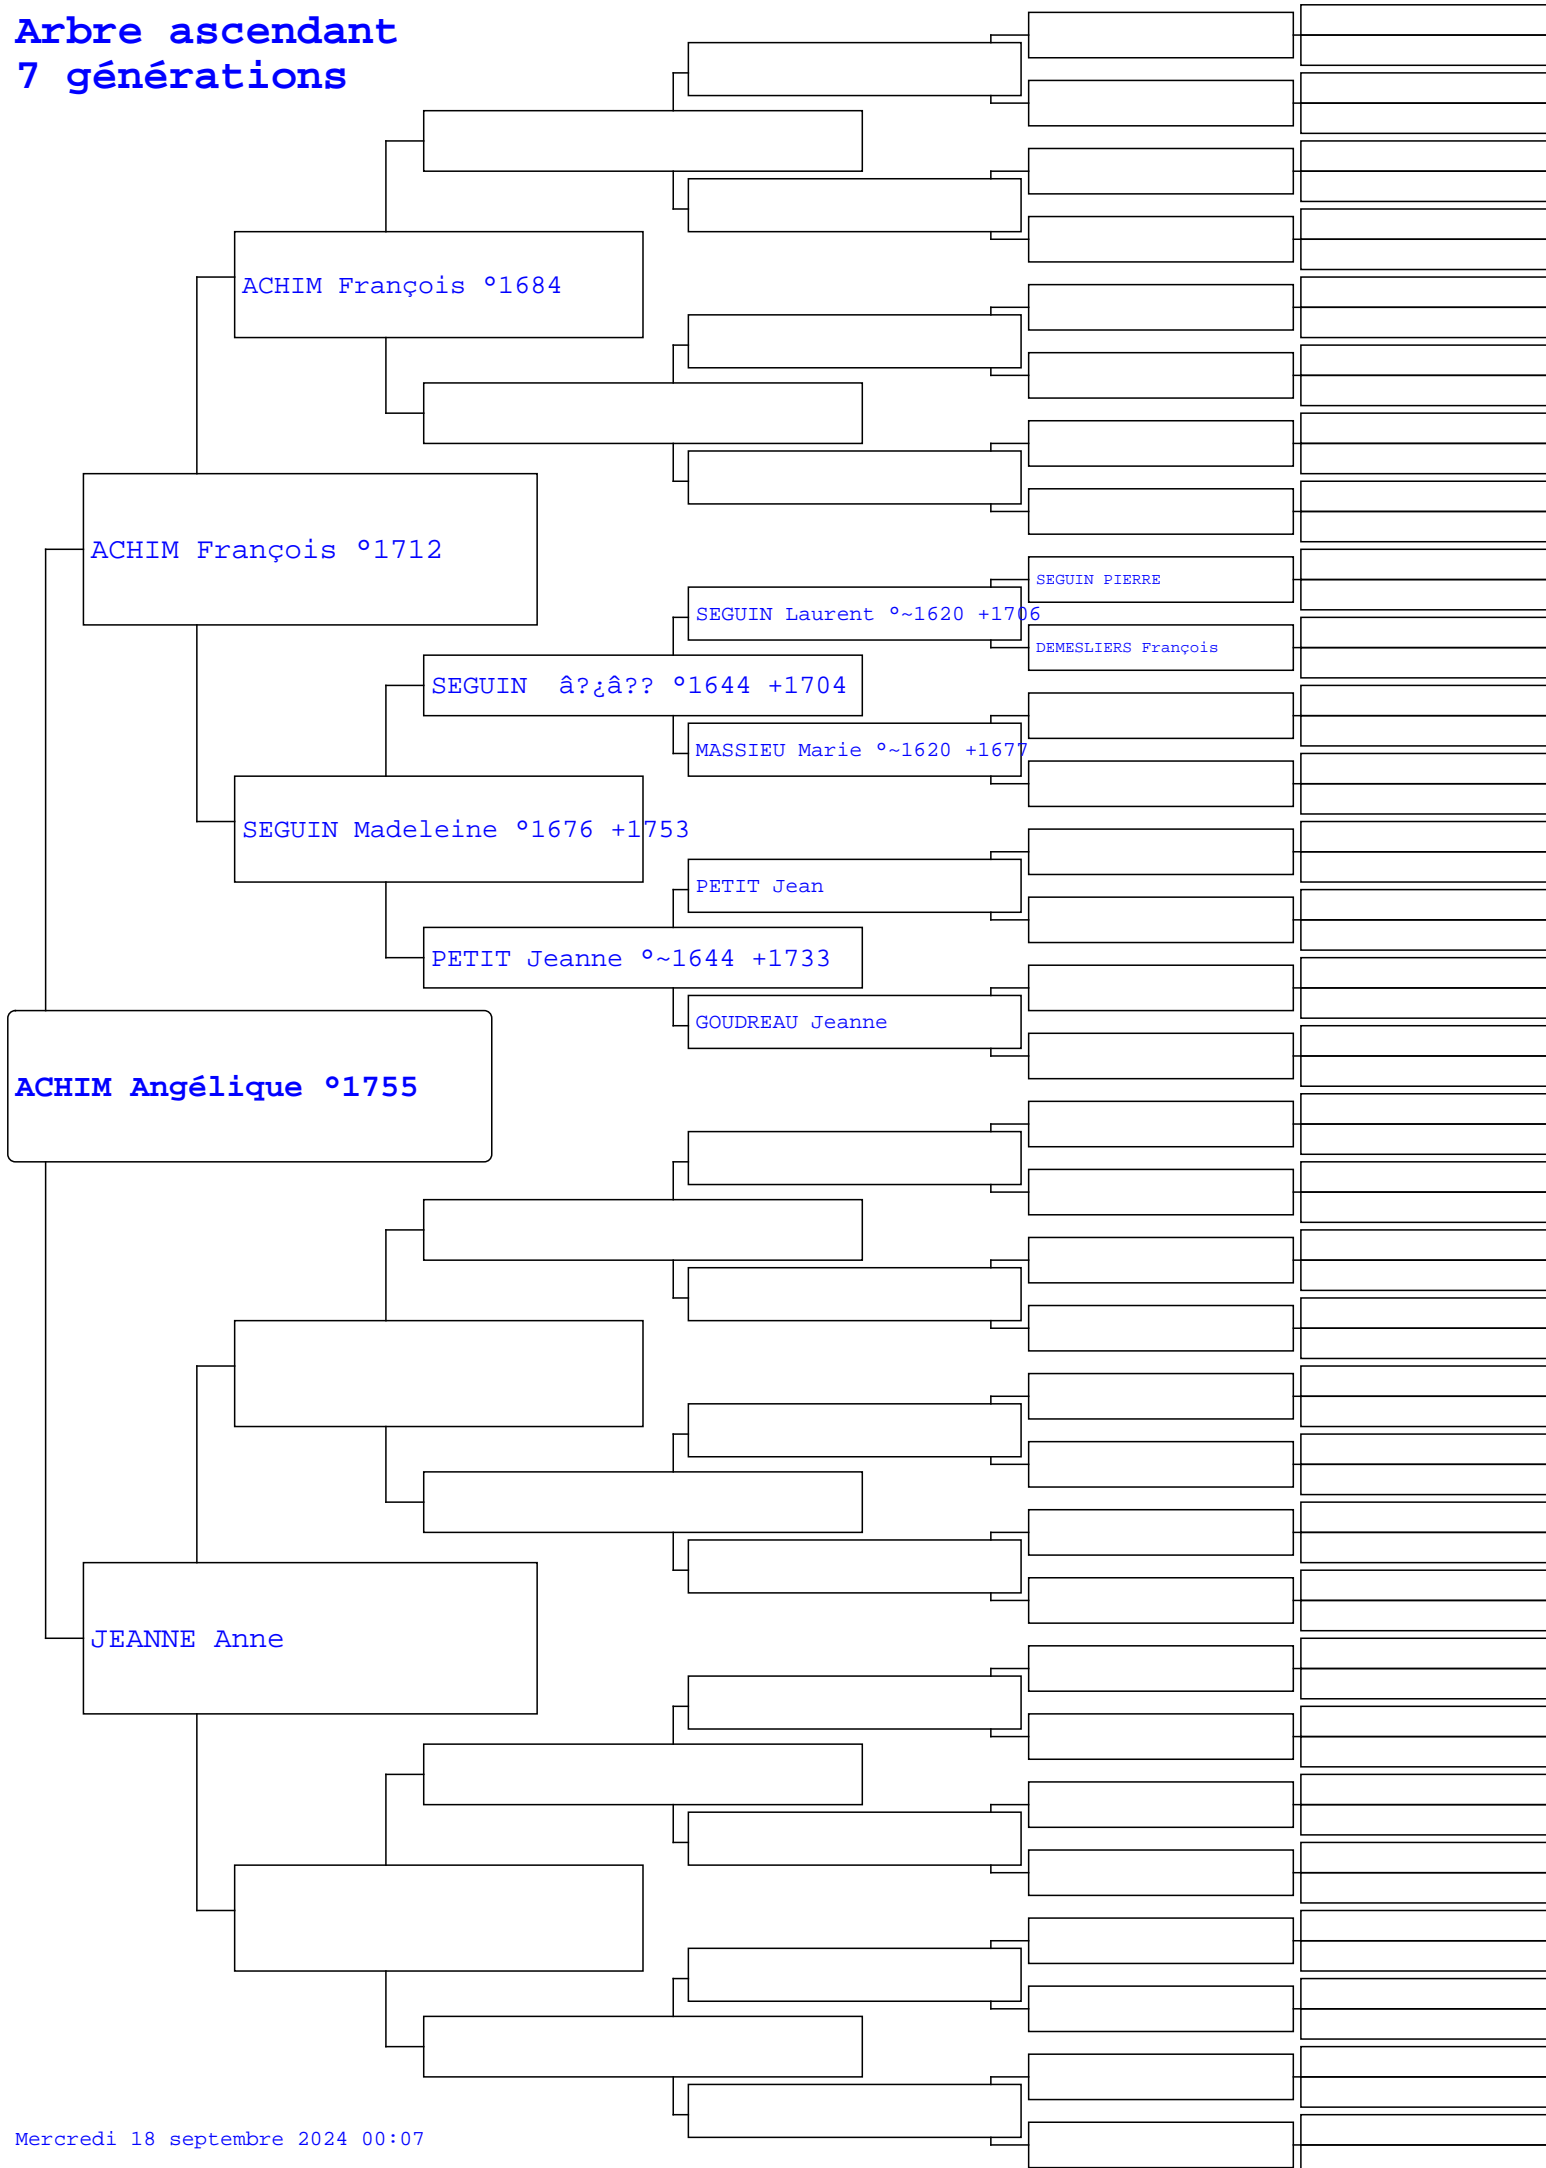 Arbre ascendant
7 générations
ACHIM François °1684
ACHIM François °1712
SEGUIN PIERRE
SEGUIN Laurent °~1620 +1706
DEMESLIERS François
SEGUIN  â?¿â?? °1644 +1704
MASSIEU Marie °~1620 +1677
SEGUIN Madeleine °1676 +1753
PETIT Jean
PETIT Jeanne °~1644 +1733
GOUDREAU Jeanne
ACHIM Angélique °1755
JEANNE Anne
Mercredi 18 septembre 2024 00:07